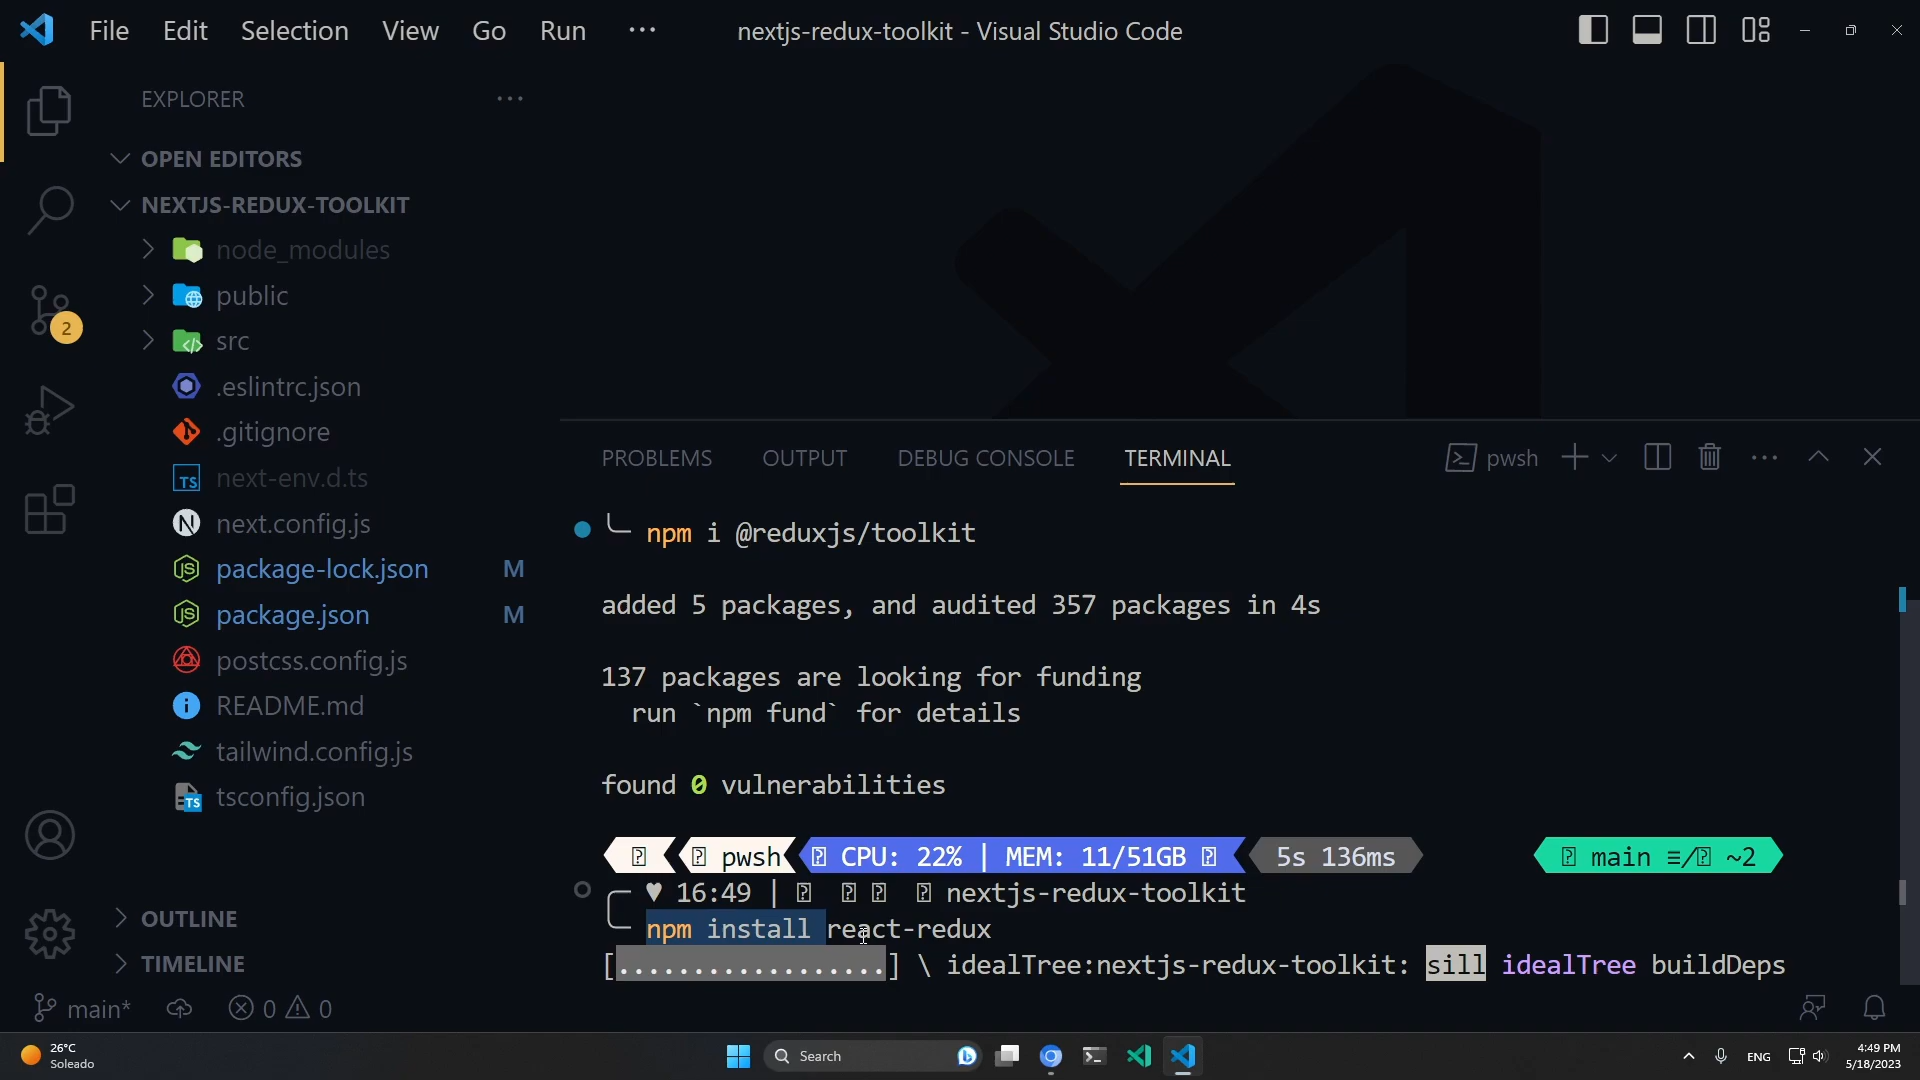 File Edit Selection View Go Run ··· nextjs-redux-toolkit - Visual Studio Code
EXPLORER ···
OPEN EDITORS
NEXTJS-REDUX-TOOLKIT
node_modules
public
src
.eslintrc.json
.gitignore
next-env.d.ts
next.config.js
package-lock.json M
package.json M
postcss.config.js
README.md
tailwind.config.js
tsconfig.json
OUTLINE
TIMELINE
2
PROBLEMS OUTPUT DEBUG CONSOLE TERMINAL pwsh
npm i @reduxjs/toolkit
added 5 packages, and audited 357 packages in 4s
137 packages are looking for funding
run `npm fund` for details
found 0 vulnerabilities
pwsh CPU: 22% | MEM: 11/51GB 5s 136ms main ≡/ ~2
♥ 16:49 | nextjs-redux-toolkit
npm install react-redux
[..................] \ idealTree:nextjs-redux-toolkit: sill idealTree buildDeps
main* 0 0
26°C
Soleado
Search
ENG
4:49 PM
5/18/2023